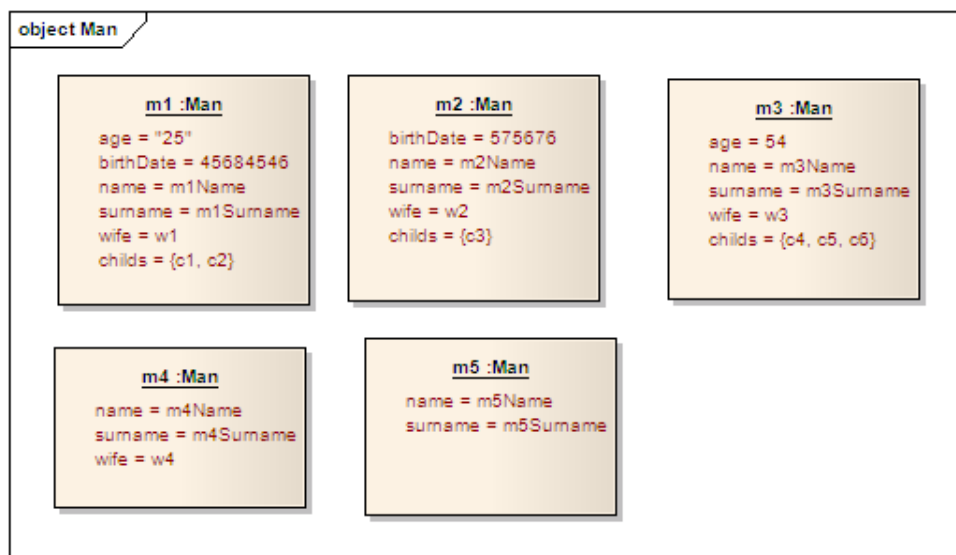 object Man
m1 :Man
age = "25"
birthDate = 45684546
name = m1Name
surname = m1Surname
wife = w1
childs = {c1, c2}
m2 :Man
birthDate = 575676
name = m2Name
surname = m2Surname
wife = w2
childs = {c3}
m3 :Man
age = 54
name = m3Name
surname = m3Surname
wife = w3
childs = {c4, c5, c6}
m4 :Man
name = m4Name
surname = m4Surname
wife = w4
m5 :Man
name = m5Name
surname = m5Surname